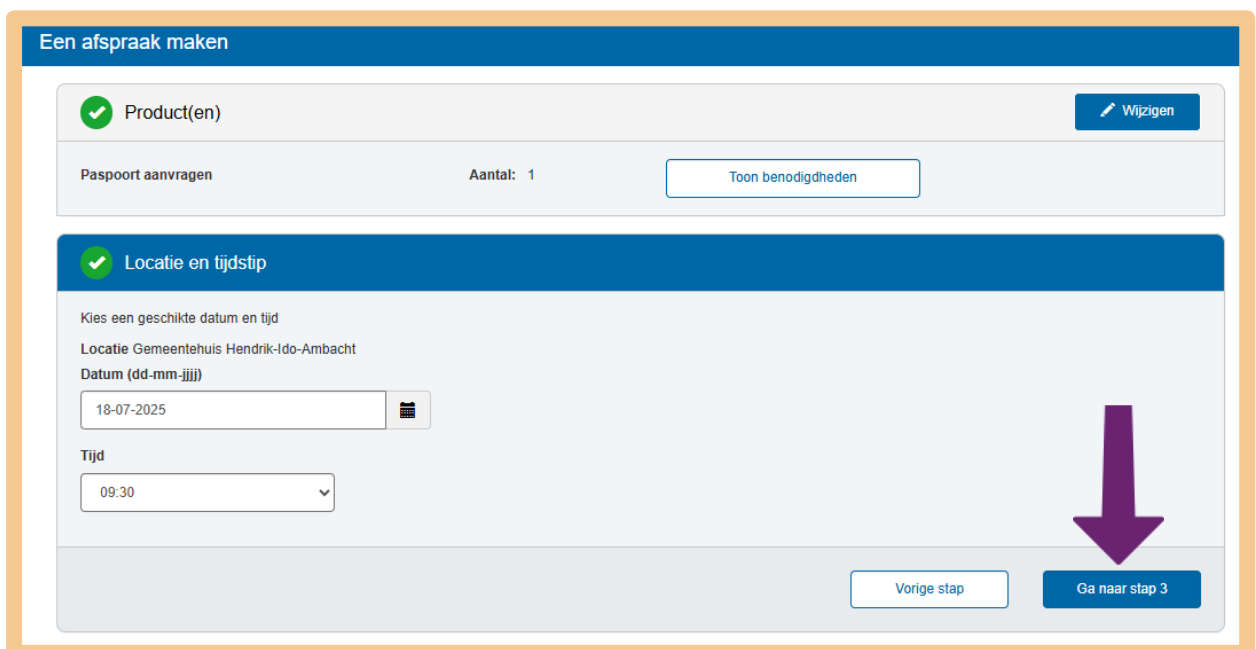 Een afspraak maken
Product(en)
Wijzigen
Paspoort aanvragen Aantal: 1 Toon benodigdheden
Locatie en tijdstip
Kies een geschikte datum en tijd
Locatie Gemeentehuis Hendrik-Ido-Ambacht
Datum (dd-mm-jjjj)
18-07-2025
Tijd
09:30
Vorige stap Ga naar stap 3